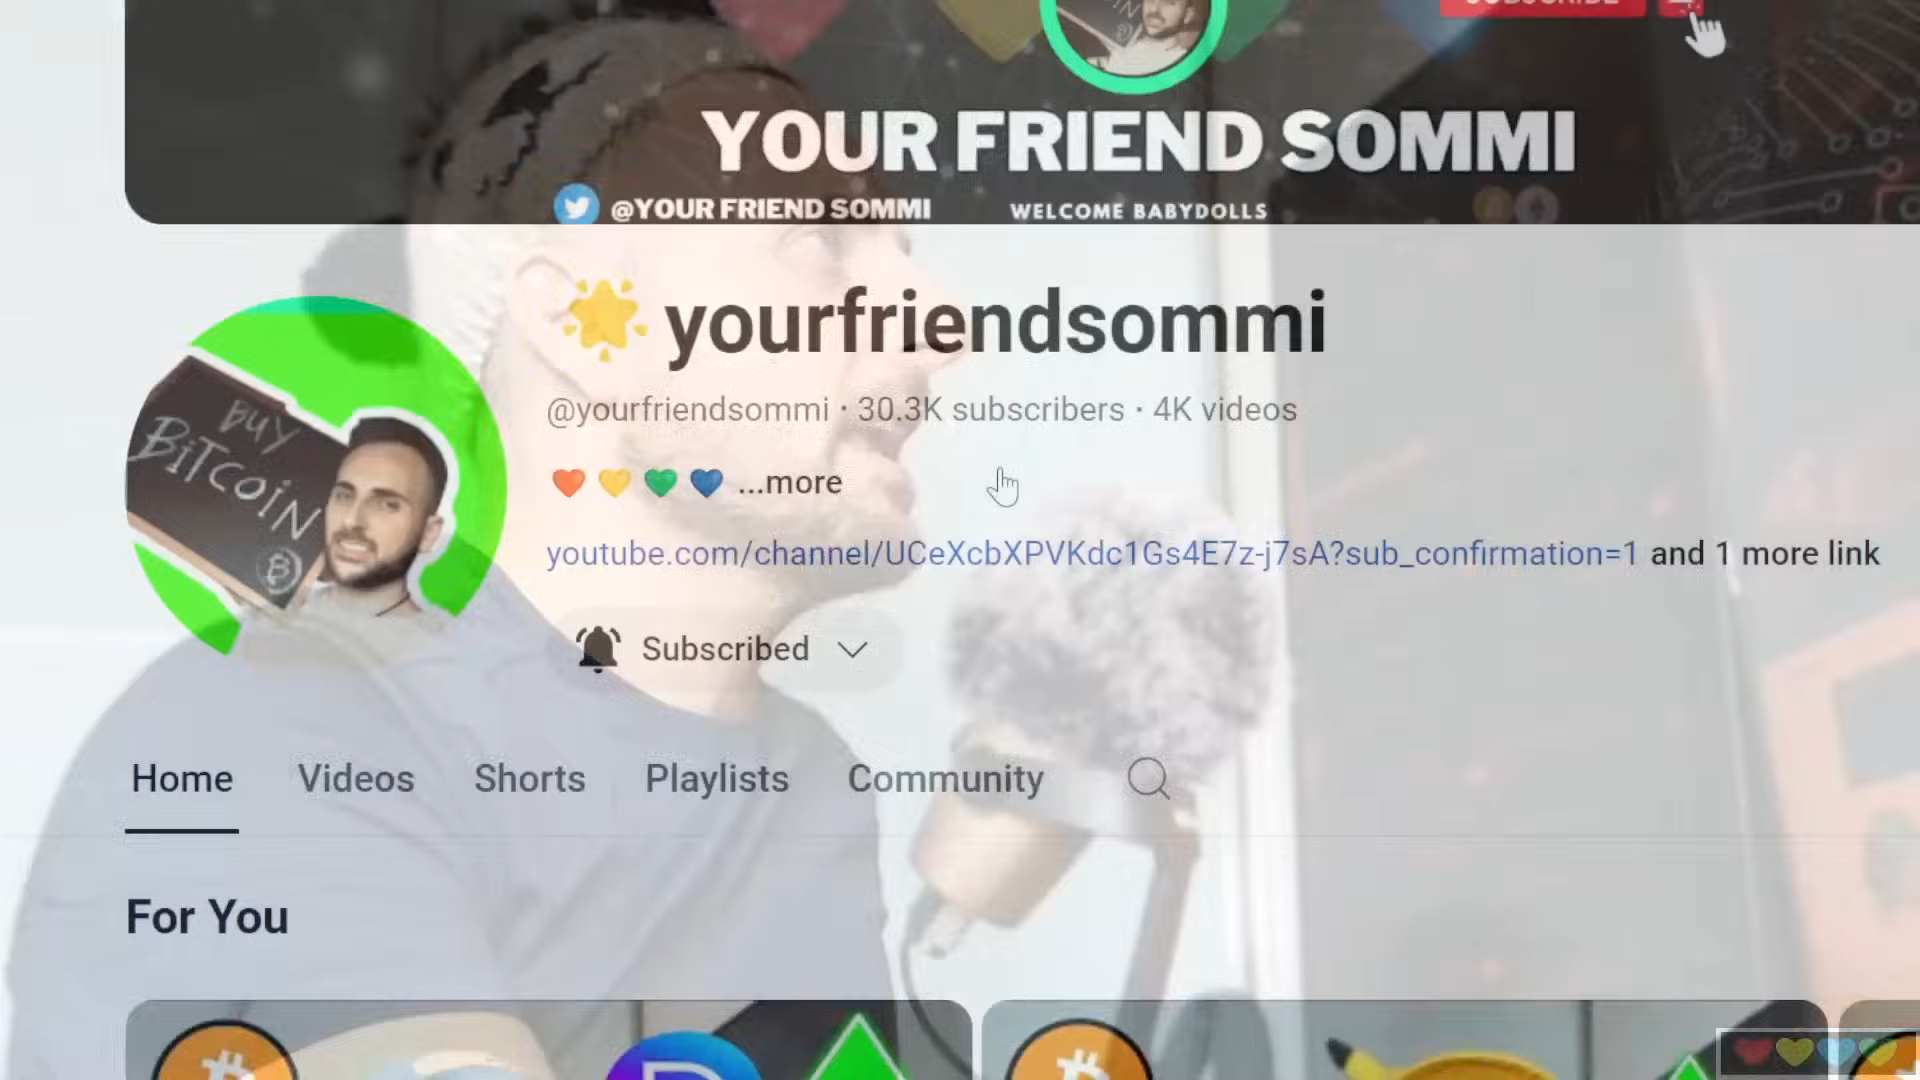 YOUR FRIEND SOMMI
@YOUR FRIEND SOMMI
WELCOME BABYDOLLS
yourfriendsommi
@yourfriendsommi · 30.3K subscribers · 4K videos
...more
youtube.com/channel/UCeXcbXPVKdc1Gs4E7z-j7sA?sub_confirmation=1 and 1 more link
BUY
BITCOIN
Subscribed
Home Videos Shorts Playlists Community
For You